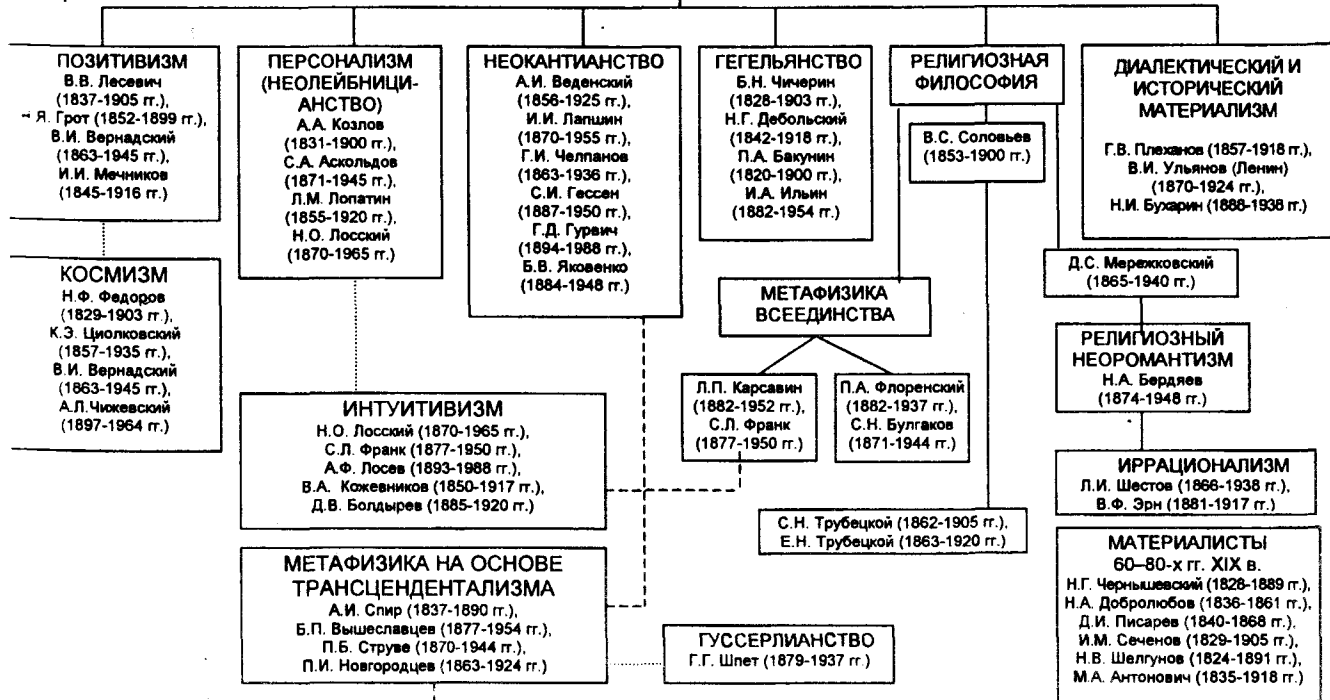 ПОЗИТИВИЗМ
В.В. Лесевич
(1837-1905 гг.),
Я. Грот (1852-1899 гг.),
В.И. Вернадский
(1863-1945 гг.)
И.И. Мечников
(1845-1916 гг.)
ПЕРСОНАЛИЗМ
(НЕОЛЕЙБНИЦИ-
АНСТВО)
А.А. Козлов
(1831-1900 гг.),
С.А. Аскольдов
(1871-1945 гг.)
Л.М. Лопатин
(1855-1920 гг.)
Н.О. Лосский
(1870-1965 гг.)
НЕОКАНТИАНСТВО
А.И. Веденский
(1856-1925 гг.)
И.И. Лапшин
(1870-1955 гг.),
Г.И. Челпанов
(1863-1936 гг.),
С.И. Гессен
(1887-1950 гг.),
Г.Д. Гурвич
(1894-1988 гг.),
Б.В. Яковенко
(1884-1948 гг.)
ГЕГЕЛЬЯНСТВО
Б.Н. Чичерин
(1828-1903 гг.),
Н.Г. Дебольский
(1842-1918 гг.),
П.А. Бакунин
(1820-1900 гг.),
И.А. Ильин
(1882-1954 гг.)
РЕЛИГИОЗНАЯ
ФИЛОСОФИЯ
В.С. Соловьев
(1853-1900 гг.)
ДИАЛЕКТИЧЕСКИЙ И
ИСТОРИЧЕСКИЙ
МАТЕРИАЛИЗМ
Г.В. Плеханов (1857-1918 гг.),
В.И. Ульянов (Ленин)
(1870-1924 гг.),
Н.И. Бухарин (1888-1938 гг.)
КОСМИЗМ
Н.Ф. Федоров
(1829-1903 гг.),
К.Э. Циолковский
(1857-1935 гг.),
В.И. Вернадский
(1863-1945 гг.),
А.Л.Чижевский
(1897-1964 гг.)
МЕТАФИЗИКА
ВСЕЕДИНСТВА
Д.С. Мережковский
(1865-1940 гг.)
РЕЛИГИОЗНЫЙ
НЕОРОМАНТИЗМ
Н.А. Бердяев
(1874-1948 гг.)
ИНТУИТИВИЗМ
Н.О. Лосский (1870-1965 гг.),
С.Л. Франк (1877-1950 гг.),
А.Ф. Лосев (1893-1988 гг.),
В.А. Кожевников (1850-1917 гг.),
Д.В. Болдырев (1885-1920 гг.)
Л.П. Карсавин
(1882-1952 гг.),
С.Л. Франк
(1877-1950 гг.)
П.А. Флоренский
(1882-1937 гг.),
С.Н. Булгаков
(1871-1944 гг.)
ИРРАЦИОНАЛИЗМ
Л.И. Шестов (1866-1938 гг.),
В.Ф. Эрн (1881-1917 гг.)
С.Н. Трубецкой (1862-1905 гг.),
Е.Н. Трубецкой (1863-1920 гг.)
МЕТАФИЗИКА НА ОСНОВЕ
ТРАНСЦЕНДЕНТАЛИЗМА
А.И. Спир (1837-1890 гг.),
Б.П. Вышеславцев (1877-1954 гг.),
П.Б. Струве (1870-1944 гг.),
П.И. Новгородцев (1863-1924 гг.)
ГУССЕРЛИАНСТВО
Г.Г. Шпет (1879-1937 гг.)
МАТЕРИАЛИСТЫ
60–80-х гг. XIX в.
Н.Г. Чернышевский (1828-1889 гг.),
Н.А. Добролюбов (1836-1861 гг.),
Д.И. Писарев (1840-1868 гг.),
И.М. Сеченов (1829-1905 гг.),
Н.В. Шелгунов (1824-1891 гг.),
М.А. Антонович (1835-1918 гг.)